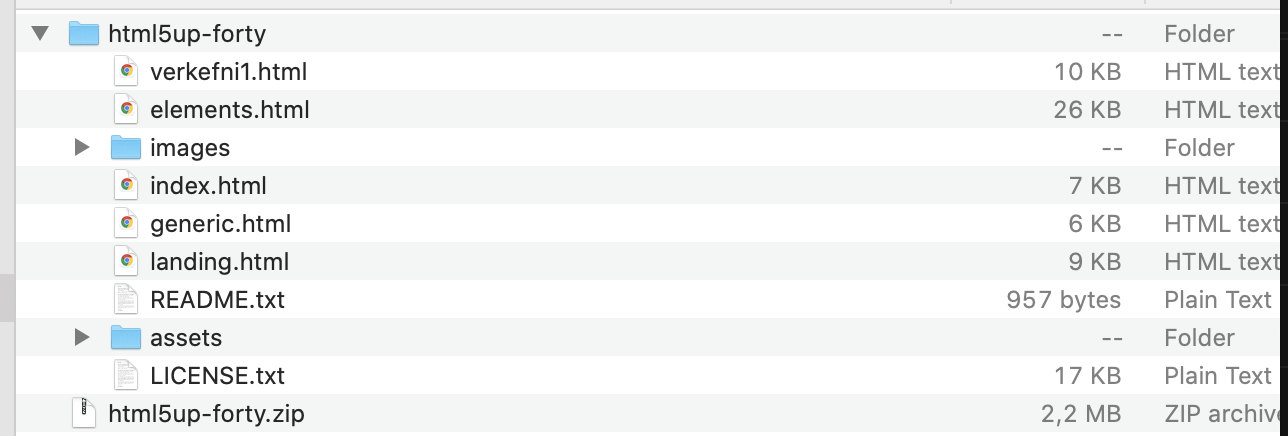 html5up-forty -- Folder
verkefni1.html 10 KB HTML text
elements.html 26 KB HTML text
images -- Folder
index.html 7 KB HTML text
generic.html 6 KB HTML text
landing.html 9 KB HTML text
README.txt 957 bytes Plain Text
assets -- Folder
LICENSE.txt 17 KB Plain Text
html5up-forty.zip 2,2 MB ZIP archive